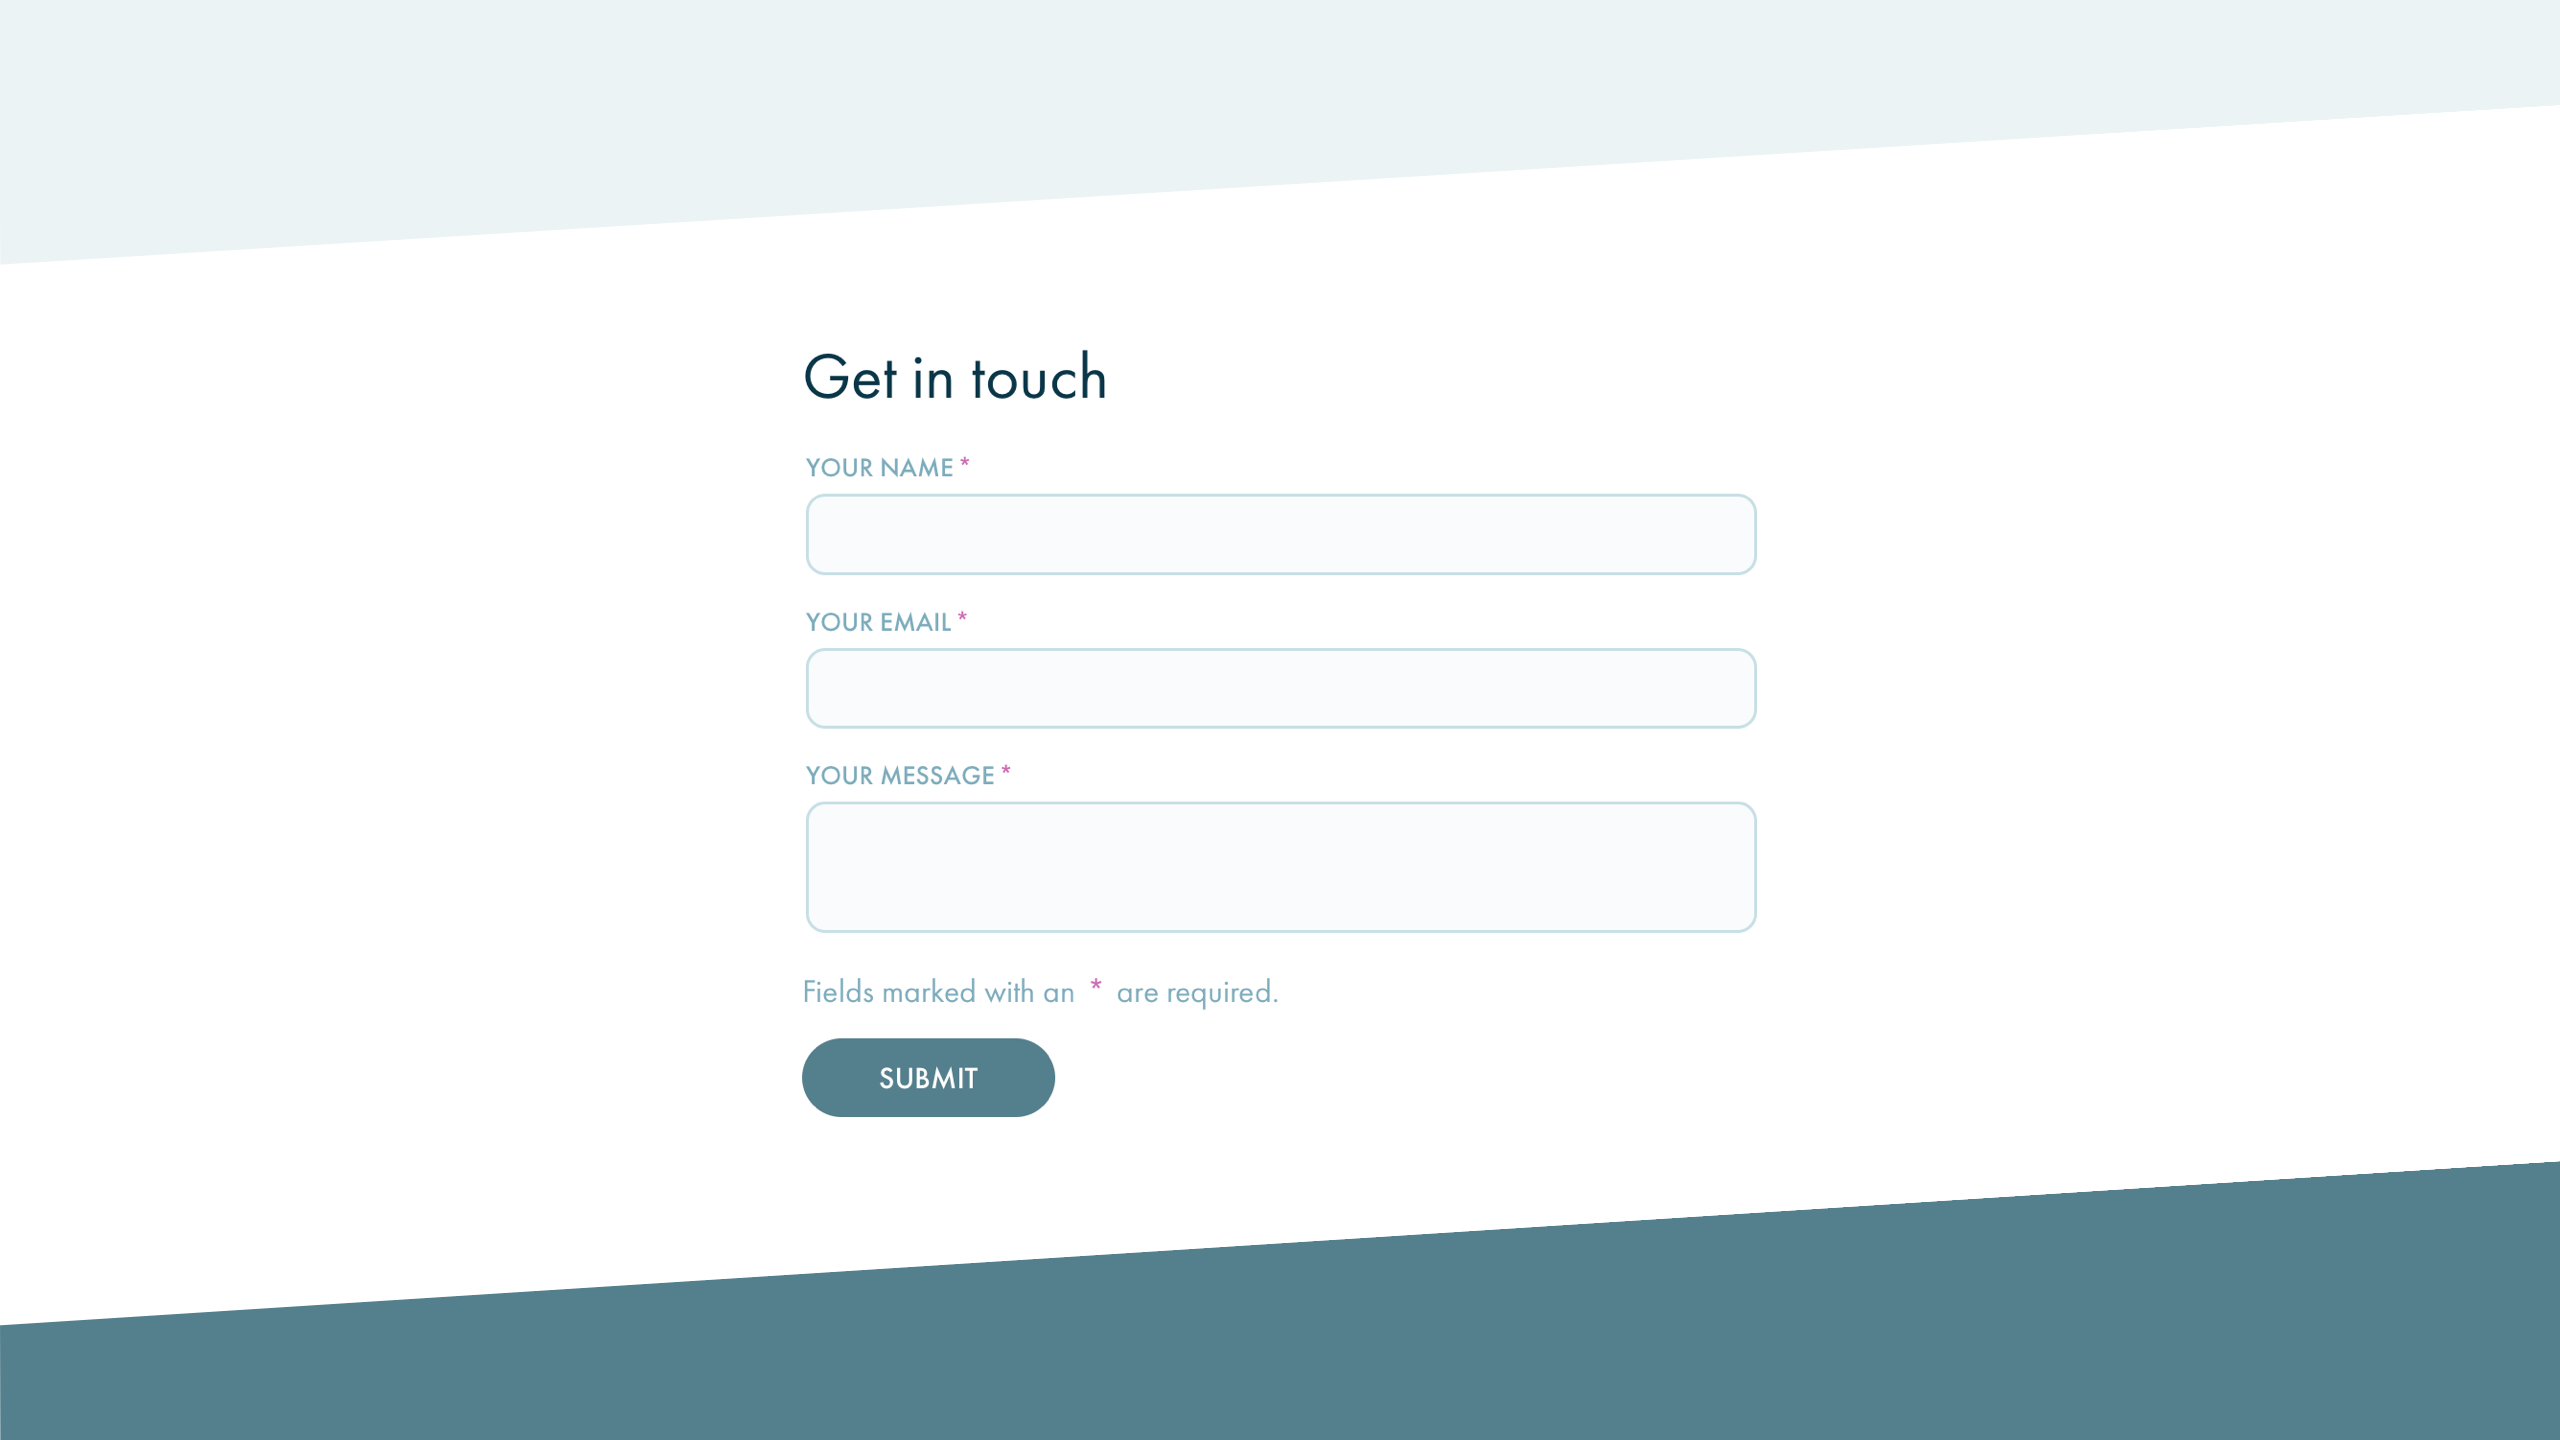 Get in touch
YOUR NAME *
YOUR EMAIL *
YOUR MESSAGE *
Fields marked with an * are required.
SUBMIT